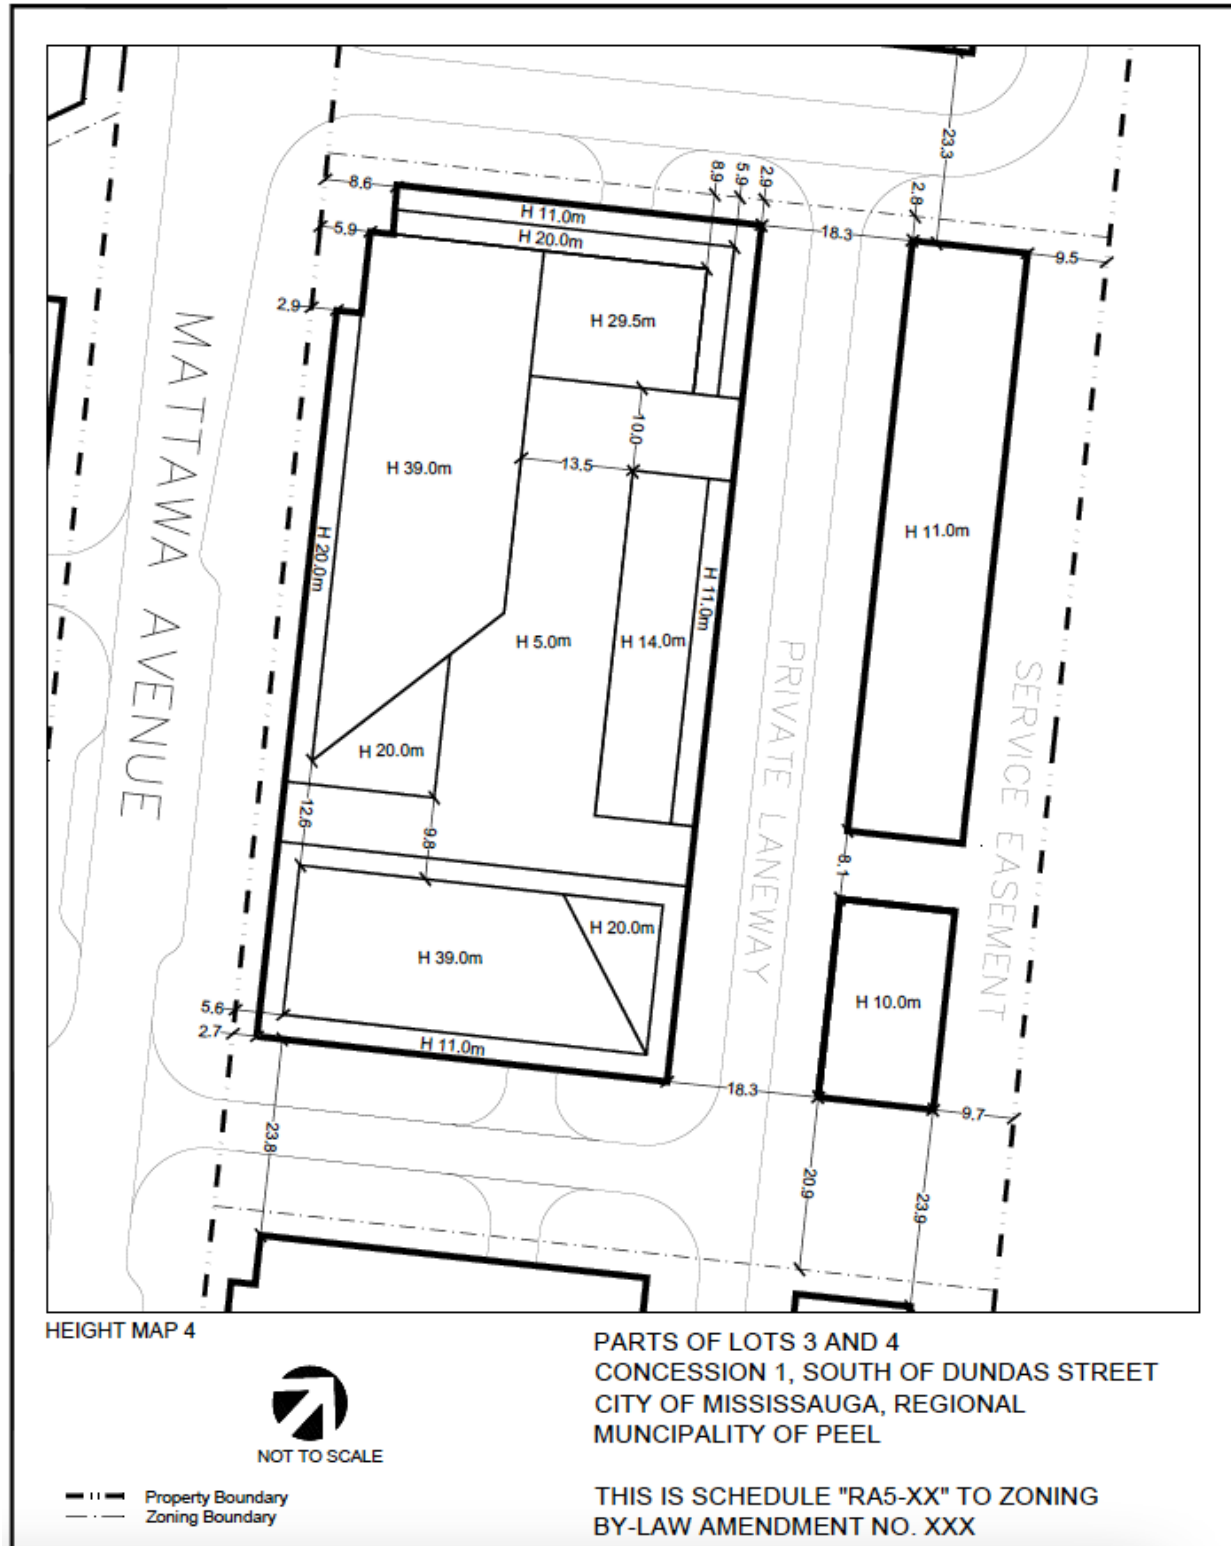 23.3
8.6
8.9
5.9
2.9
2.8
H 11.0m
H 20.0m
5.9
18.3
9.5
2.9
H 29.5m
MATTAWA AVENUE
10.0
13.5
H 39.0m
H 20.0m
H 11.0m
H 11.0m
H 5.0m
H 14.0m
PRIVATE LANEWAY
SERVICE EASEMENT
H 20.0m
12.6
9.8
8.1
H 20.0m
H 39.0m
H 10.0m
5.6
2.7
H 11.0m
18.3
9.7
23.8
20.9
23.9
HEIGHT MAP 4
NOT TO SCALE
Property Boundary
Zoning Boundary
PARTS OF LOTS 3 AND 4
CONCESSION 1, SOUTH OF DUNDAS STREET
CITY OF MISSISSAUGA, REGIONAL
MUNCIPALITY OF PEEL
THIS IS SCHEDULE "RA5-XX" TO ZONING
BY-LAW AMENDMENT NO. XXX